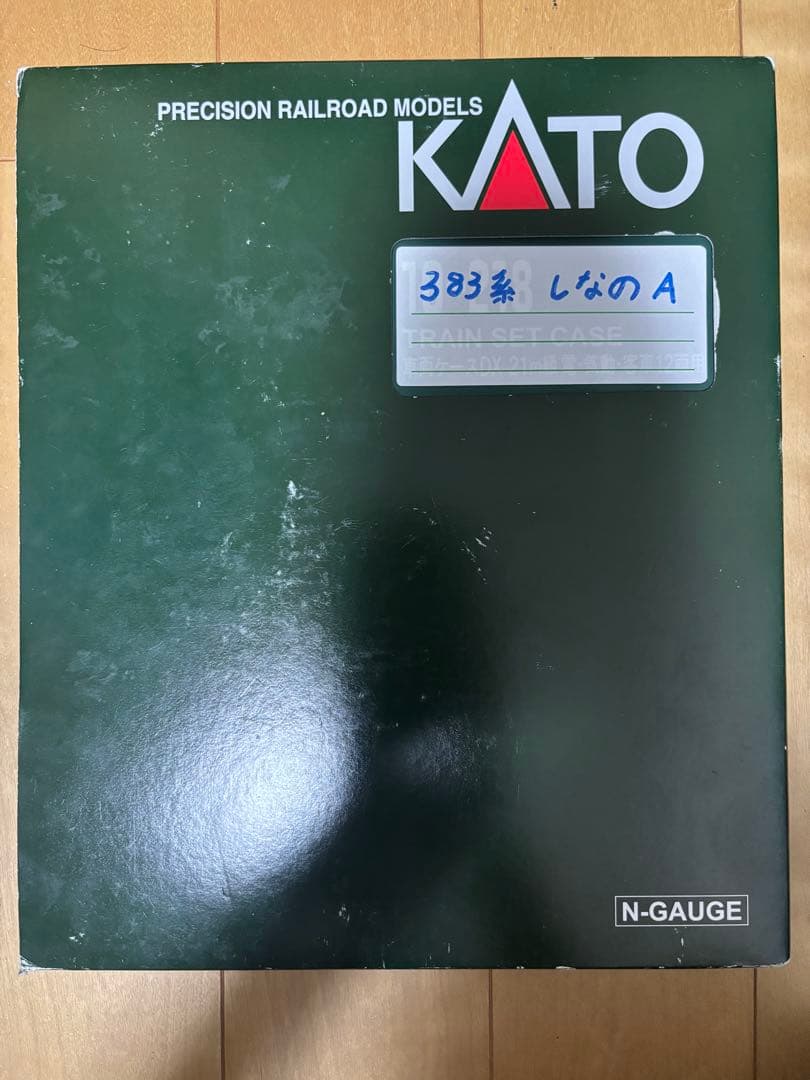 PRECISION RAILROAD MODELS
KATO
383系 しなの A
TRAIN SET CASE
N-GAUGE